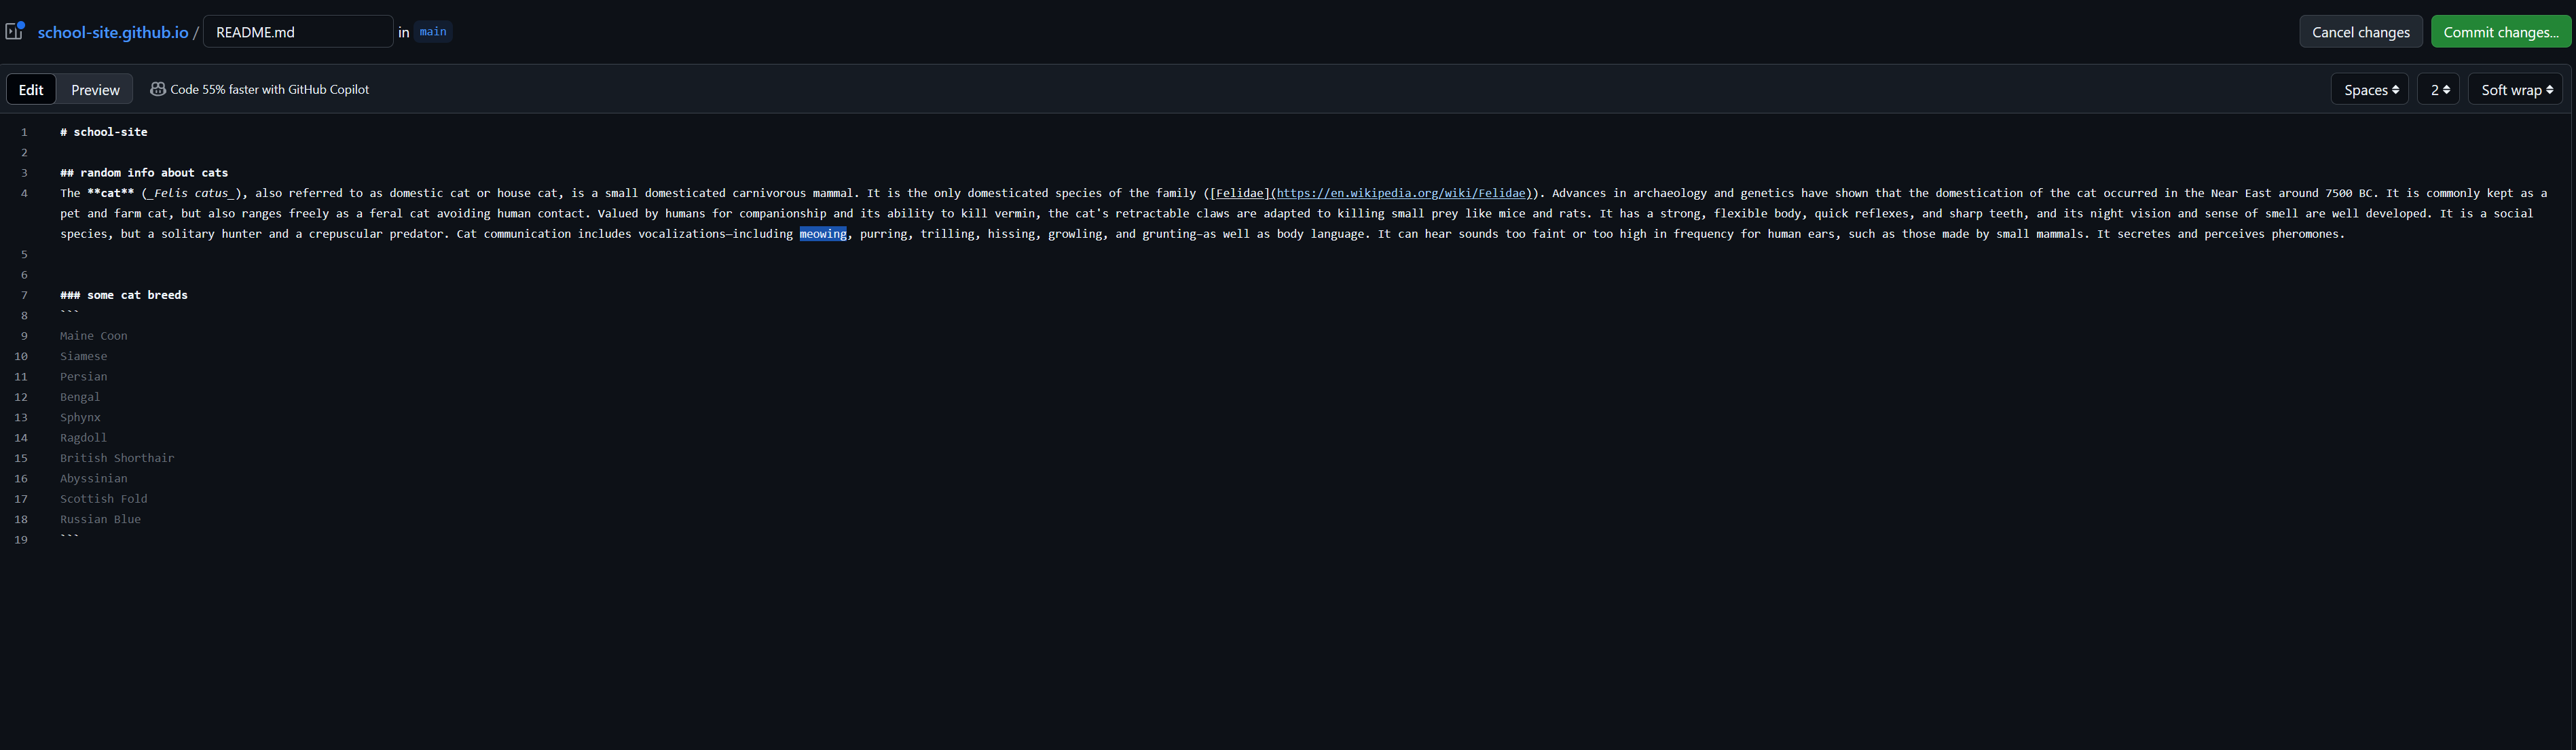 school-site.github.io / README.md in main Cancel changes Commit changes...
Edit Preview Code 55% faster with GitHub Copilot Spaces 2 Soft wrap
1 # school-site
2
3 ## random info about cats
4 The **cat** (_Felis catus_), also referred to as domestic cat or house cat, is a small domesticated carnivorous mammal. It is the only domesticated species of the family ([Felidae](https://en.wikipedia.org/wiki/Felidae)). Advances in archaeology and genetics have shown that the domestication of the cat occurred in the Near East around 7500 BC. It is commonly kept as a
pet and farm cat, but also ranges freely as a feral cat avoiding human contact. Valued by humans for companionship and its ability to kill vermin, the cat's retractable claws are adapted to killing small prey like mice and rats. It has a strong, flexible body, quick reflexes, and sharp teeth, and its night vision and sense of smell are well developed. It is a social
species, but a solitary hunter and a crepuscular predator. Cat communication includes vocalizations—including meowing, purring, trilling, hissing, growling, and grunting—as well as body language. It can hear sounds too faint or too high in frequency for human ears, such as those made by small mammals. It secretes and perceives pheromones.
5
6
7 ### some cat breeds
8 ```
9 Maine Coon
10 Siamese
11 Persian
12 Bengal
13 Sphynx
14 Ragdoll
15 British Shorthair
16 Abyssinian
17 Scottish Fold
18 Russian Blue
19 ```